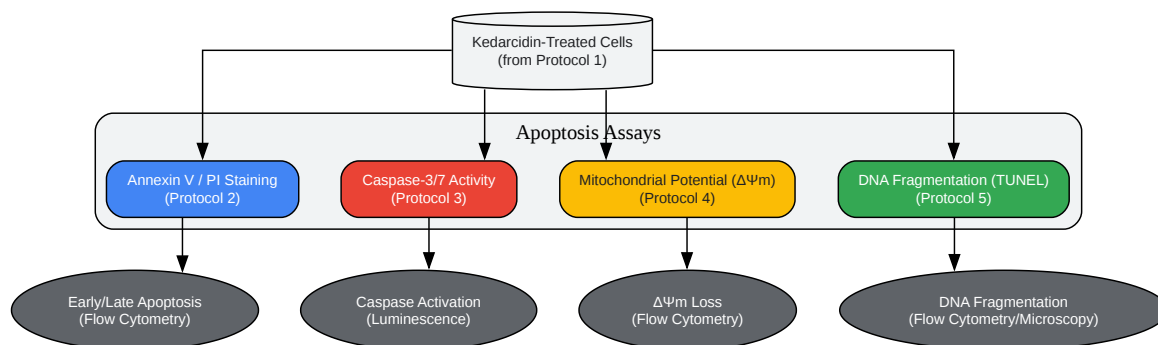 Kedarcidin-Treated Cells
(from Protocol 1)
Apoptosis Assays
Annexin V / PI Staining
(Protocol 2)
Caspase-3/7 Activity
(Protocol 3)
Mitochondrial Potential (ΔΨm)
(Protocol 4)
DNA Fragmentation (TUNEL)
(Protocol 5)
Early/Late Apoptosis
(Flow Cytometry)
Caspase Activation
(Luminescence)
ΔΨm Loss
(Flow Cytometry)
DNA Fragmentation
(Flow Cytometry/Microscopy)